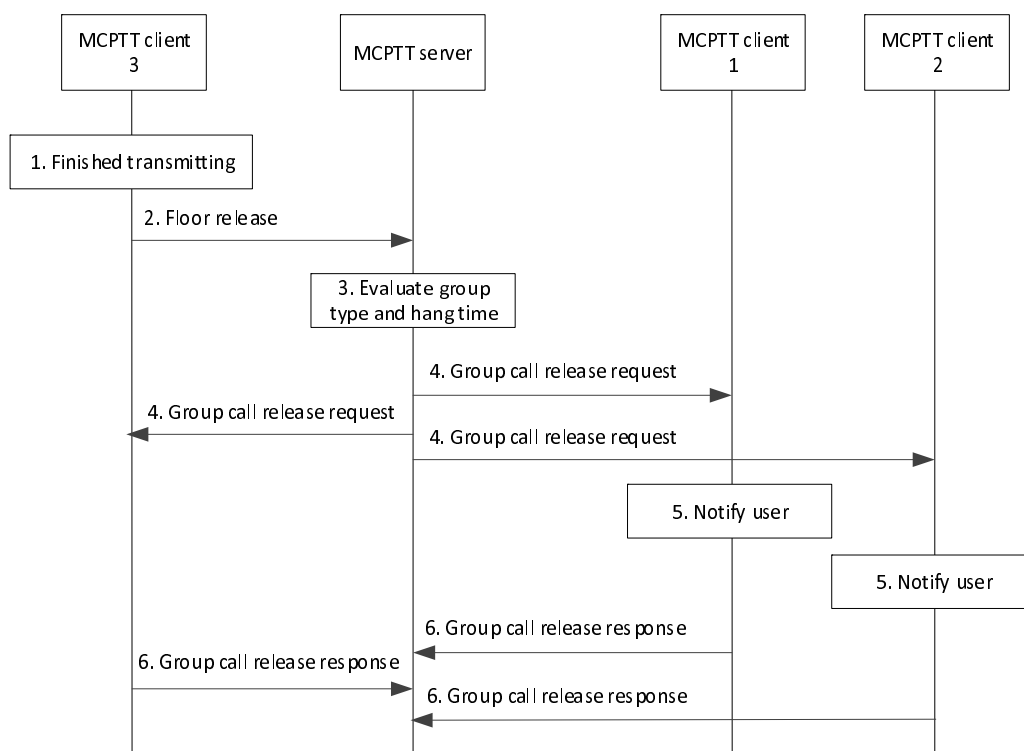 MCPTT client
3
MCPTT server
MCPTT client
1
MCPTT client
2
1. Finished transmitting
2. Floor release
3. Evaluate group
type and hang time
4. Group call release request
4. Group call release request
4. Group call release request
5. Notify user
5. Notify user
6. Group call release response
6. Group call release response
6. Group call release response